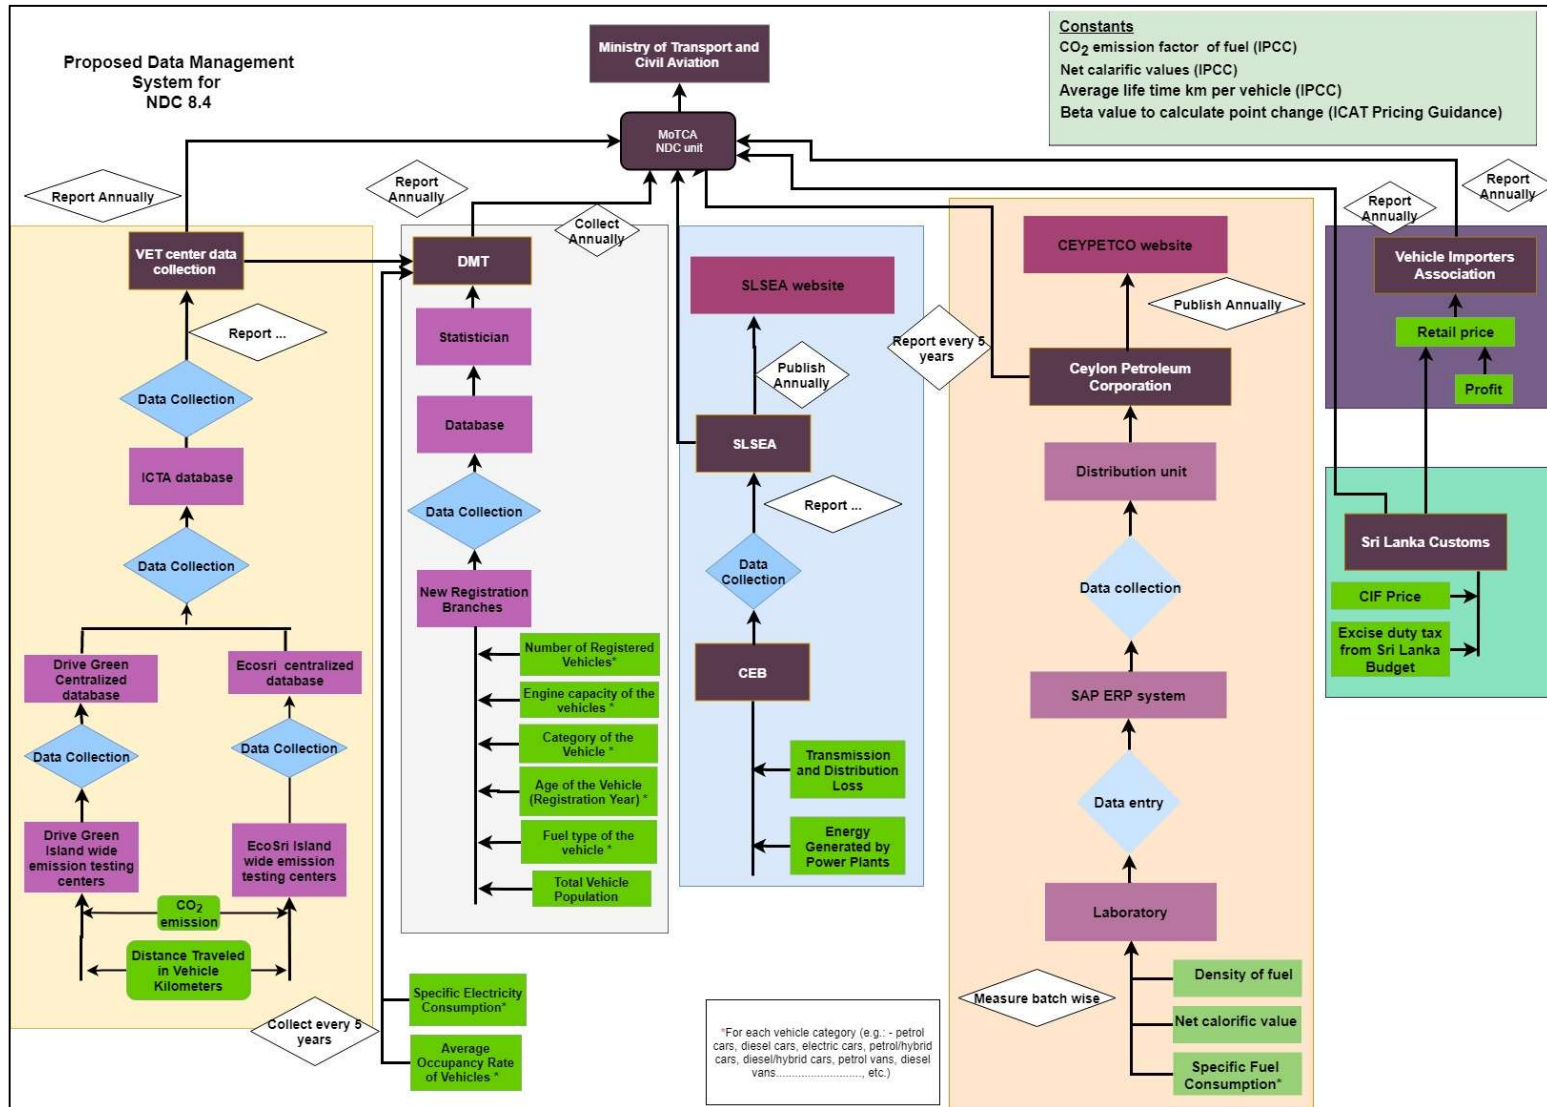 Proposed Data Management
System for
NDC 8.4
Ministry of Transport and
Civil Aviation
MoTCA
NDC unit
Constants
CO2 emission factor of fuel (IPCC)
Net calarific values (IPCC)
Average life time km per vehicle (IPCC)
Beta value to calculate point change (ICAT Pricing Guidance)
Report Annually
VET center data
collection
Report ...
Data Collection
ICTA database
Data Collection
Drive Green
Centralized
database
Ecosri centralized
database
Data Collection
Data Collection
Drive Green
Island wide
emission testing
centers
EcoSri Island
wide emission
testing centers
CO2
emission
Distance Traveled
in Vehicle
Kilometers
Report
Annually
Collect
Annually
DMT
Statistician
Database
Data Collection
New Registration
Branches
Number of Registered
Vehicles*
Engine capacity of the
vehicles *
Category of the
Vehicle *
Age of the Vehicle
(Registration Year) *
Fuel type of the
vehicle *
Total Vehicle
Population
Collect every 5
years
Specific Electricity
Consumption*
Average
Occupancy Rate
of Vehicles *
SLSEA website
Publish
Annually
SLSEA
Report ...
Data
Collection
CEB
Transmission
and Distribution
Loss
Energy
Generated by
Power Plants
*For each vehicle category (e.g.: - petrol
cars, diesel cars, electric cars, petrol/hybrid
cars, diesel/hybrid cars, petrol vans, diesel
vans..........................., etc.)
CEYPETCO website
Publish Annually
Report every 5
years
Ceylon Petroleum
Corporation
Distribution unit
Data collection
SAP ERP system
Data entry
Laboratory
Measure batch wise
Density of fuel
Net calorific value
Specific Fuel
Consumption*
Report
Annually
Report
Annually
Vehicle Importers
Association
Retail price
Profit
Sri Lanka Customs
CIF Price
Excise duty tax
from Sri Lanka
Budget